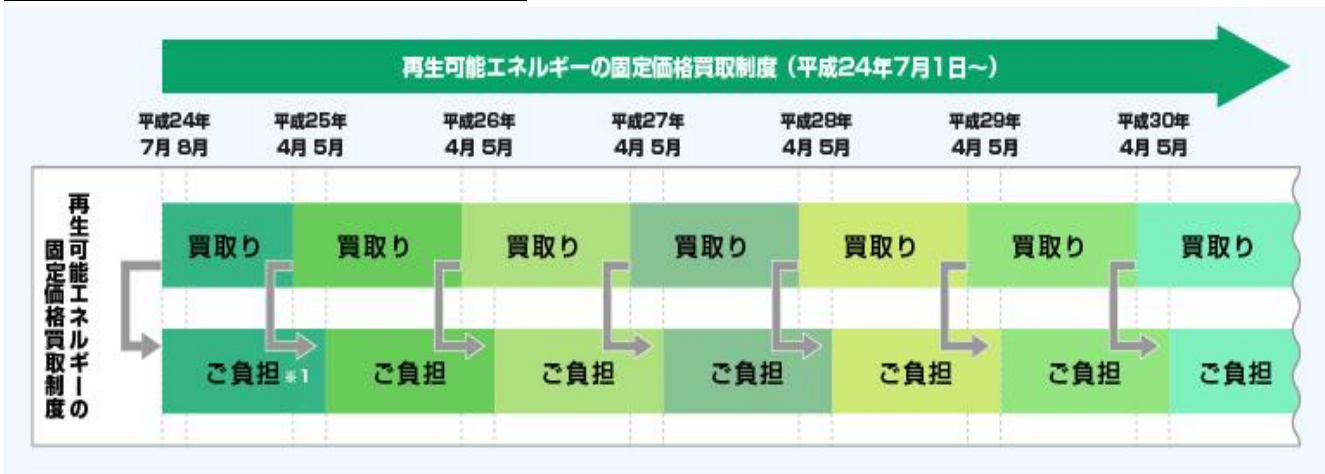 再生可能エネルギーの固定価格買取制度（平成24年7月1日～）
平成24年
7月 8月
平成25年
4月 5月
平成26年
4月 5月
平成27年
4月 5月
平成28年
4月 5月
平成29年
4月 5月
平成30年
4月 5月
再生可能エネルギーの
固定価格買取制度
買取り
買取り
買取り
買取り
買取り
買取り
買取り
ご負担※1
ご負担
ご負担
ご負担
ご負担
ご負担
ご負担